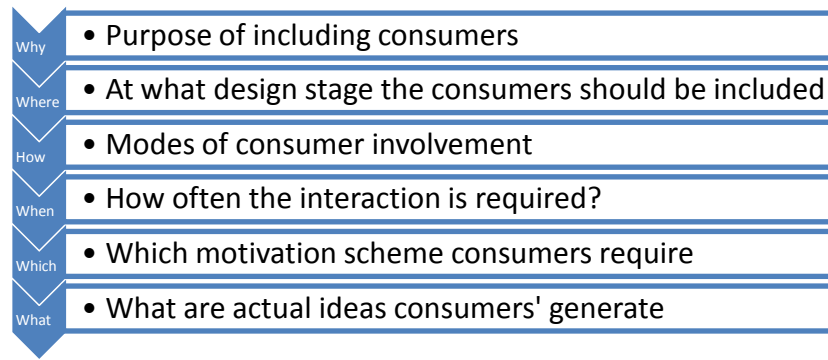 Why
• Purpose of including consumers
Where
• At what design stage the consumers should be included
How
• Modes of consumer involvement
When
• How often the interaction is required?
Which
• Which motivation scheme consumers require
What
• What are actual ideas consumers' generate